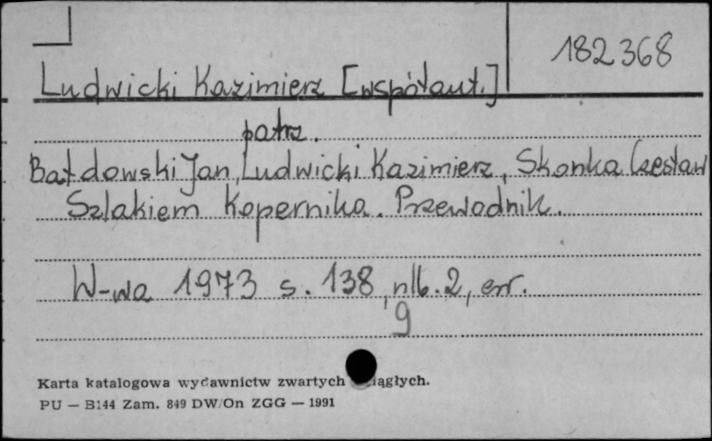 182368
Ludwicki Kazimierz [współaut.]
patrz.
Bałdowski Jan, Ludwicki Kazimierz, Skonka Czesław
Szlakiem Kopernika. Przewodnik.
W-wa 1973 s. 138, nlb. 2, err.
9
Karta katalogowa wydawnictw zwartych i ciągłych.
PU — B144 Zam. 849 DW/On ZGG — 1991